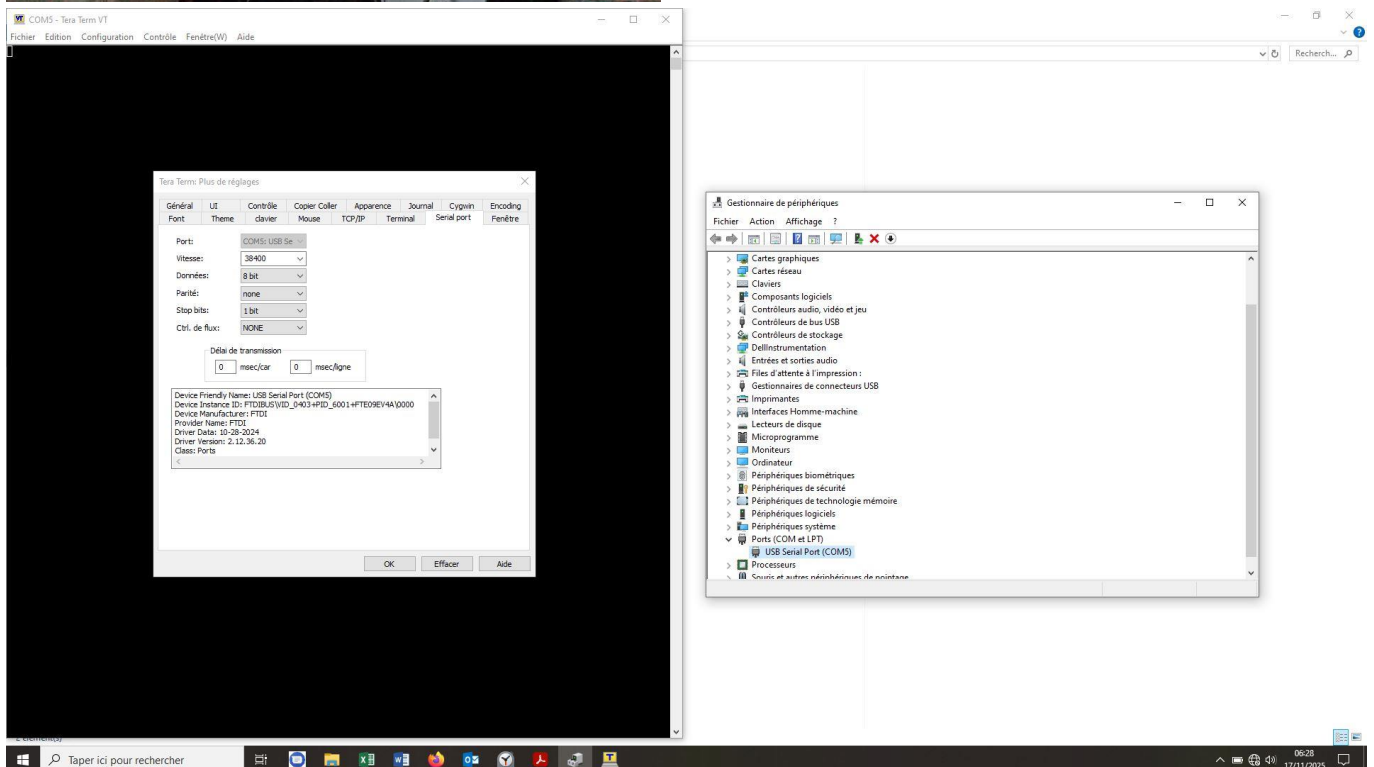 COM5 - Tera Term VT
Fichier Edition Configuration Contrôle Fenêtre(W) Aide
Recherch...
Tera Term: Plus de réglages
Général UI Contrôle Copier Coller Apparence Journal Cygwin Encoding
Font Theme clavier Mouse TCP/IP Terminal Serial port Fenêtre
Port: COM5: USB Se
Vitesse: 38400
Données: 8 bit
Parité: none
Stop bits: 1 bit
Ctrl. de flux: NONE
Délai de transmission
0 msec/car 0 msec/ligne
Device Friendly Name: USB Serial Port (COM5)
Device Instance ID: FTDIBUS\VID_0403+PID_6001+FTE09EV4A\0000
Device Manufacturer: FTDI
Provider Name: FTDI
Driver Data: 10-28-2024
Driver Version: 2.12.36.20
Class: Ports
OK Effacer Aide
Gestionnaire de périphériques
Fichier Action Affichage ?
Cartes graphiques
Cartes réseau
Claviers
Composants logiciels
Contrôleurs audio, vidéo et jeu
Contrôleurs de bus USB
Contrôleurs de stockage
DellInstrumentation
Entrées et sorties audio
Files d'attente à l'impression :
Gestionnaires de connecteurs USB
Imprimantes
Interfaces Homme-machine
Lecteurs de disque
Microprogramme
Moniteurs
Ordinateur
Périphériques biométriques
Périphériques de sécurité
Périphériques de technologie mémoire
Périphériques logiciels
Périphériques système
Ports (COM et LPT)
USB Serial Port (COM5)
Processeurs
Souris et autres périphériques de pointage
2 élément(s)
Taper ici pour rechercher
06:28
17/11/2025